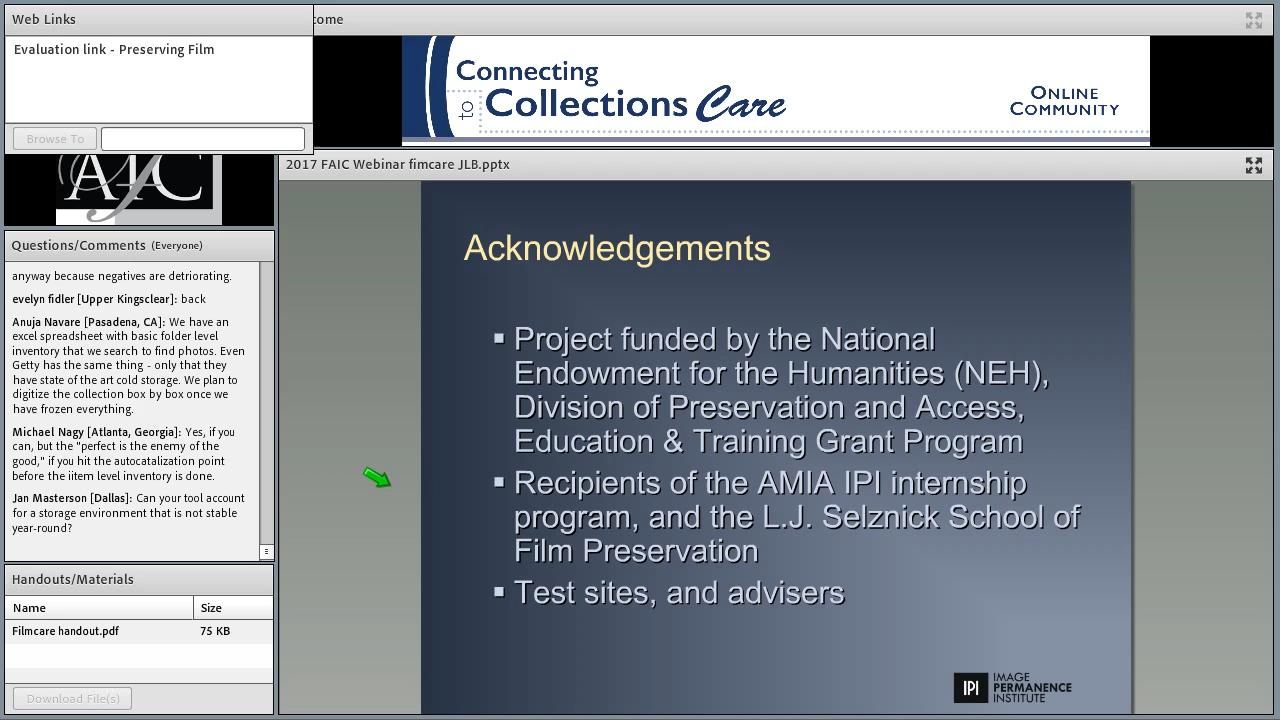 Web Links
come
Evaluation link - Preserving Film
Browse To
Connecting
to Collections Care
ONLINE
COMMUNITY
AIC
2017 FAIC Webinar fimcare JLB.pptx
Questions/Comments (Everyone)
anyway because negatives are detriorating.
evelyn fidler [Upper Kingsclear]: back
Anuja Navare [Pasadena, CA]: We have an
excel spreadsheet with basic folder level
inventory that we search to find photos. Even
Getty has the same thing - only that they
have state of the art cold storage. We plan to
digitize the collection box by box once we
have frozen everything.
Michael Nagy [Atlanta, Georgia]: Yes, if you
can, but the "perfect is the enemy of the
good," if you hit the autocatalization point
before the iitem level inventory is done.
Jan Masterson [Dallas]: Can your tool account
for a storage environment that is not stable
year-round?
Handouts/Materials
Name Size
Filmcare handout.pdf 75 KB
Download File(s)
Acknowledgements
▪ Project funded by the National
Endowment for the Humanities (NEH),
Division of Preservation and Access,
Education & Training Grant Program
▪ Recipients of the AMIA IPI internship
program, and the L.J. Selznick School of
Film Preservation
▪ Test sites, and advisers
IPI
IMAGE
PERMANENCE
INSTITUTE